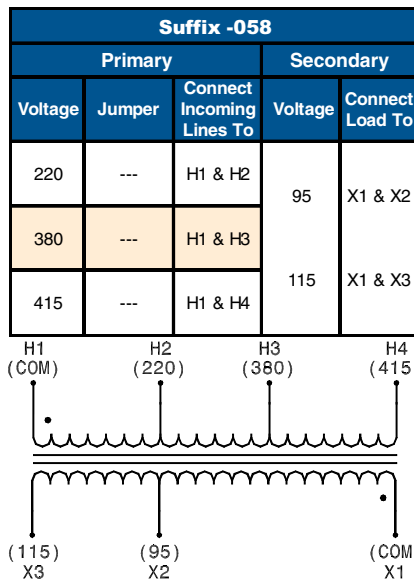 Suffix -058
Primary Secondary
Voltage Jumper Connect Incoming Lines To Voltage Connect Load To
220 --- H1 & H2
95 X1 & X2
380 --- H1 & H3
115 X1 & X3
415 --- H1 & H4
H1 H2 H3 H4
(COM) (220) (380) (415
(115) (95) (COM
X3 X2 X1